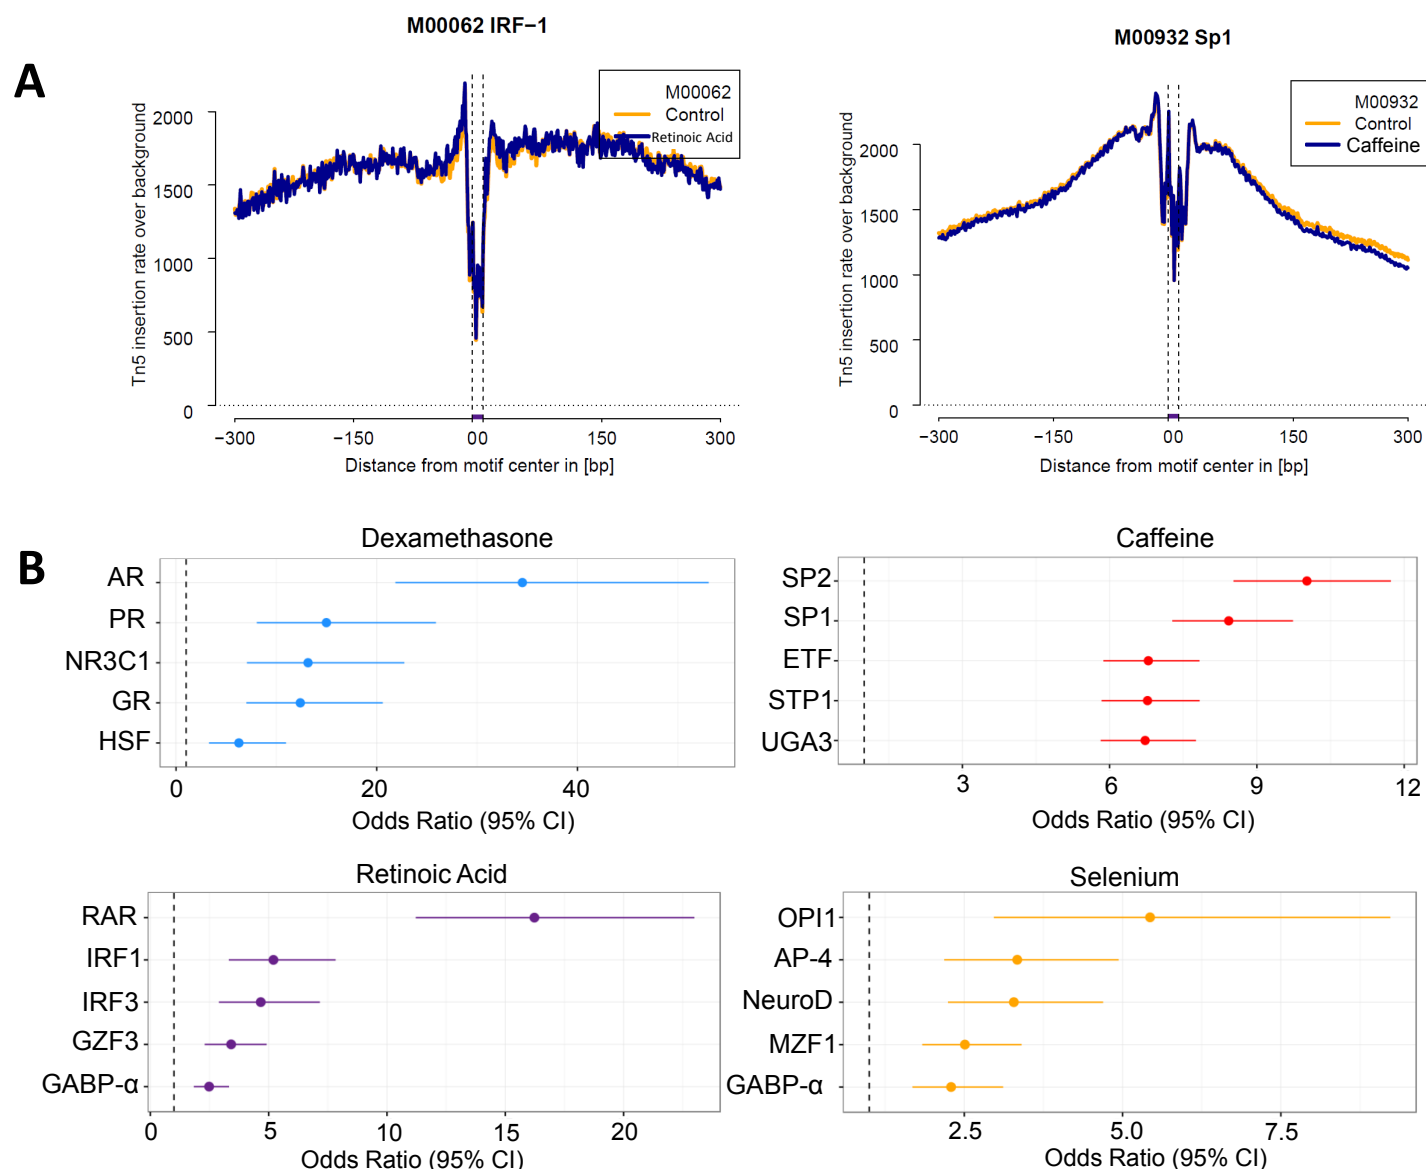 M00062 IRF−1
M00932 Sp1
A
Tn5 insertion rate over background
2000
1500
1000
500
0
M00062
Control
Retinoic Acid
−300
−150
00
150
300
Distance from motif center in [bp]
Tn5 insertion rate over background
2000
1500
1000
500
0
M00932
Control
Caffeine
−300
−150
00
150
300
Distance from motif center in [bp]
B
Dexamethasone
AR
PR
NR3C1
GR
HSF
0
20
40
Odds Ratio (95% CI)
Caffeine
SP2
SP1
ETF
STP1
UGA3
3
6
9
12
Odds Ratio (95% CI)
Retinoic Acid
RAR
IRF1
IRF3
GZF3
GABP-α
0
5
10
15
20
Odds Ratio (95% CI)
Selenium
OPI1
AP-4
NeuroD
MZF1
GABP-α
2.5
5.0
7.5
Odds Ratio (95% CI)